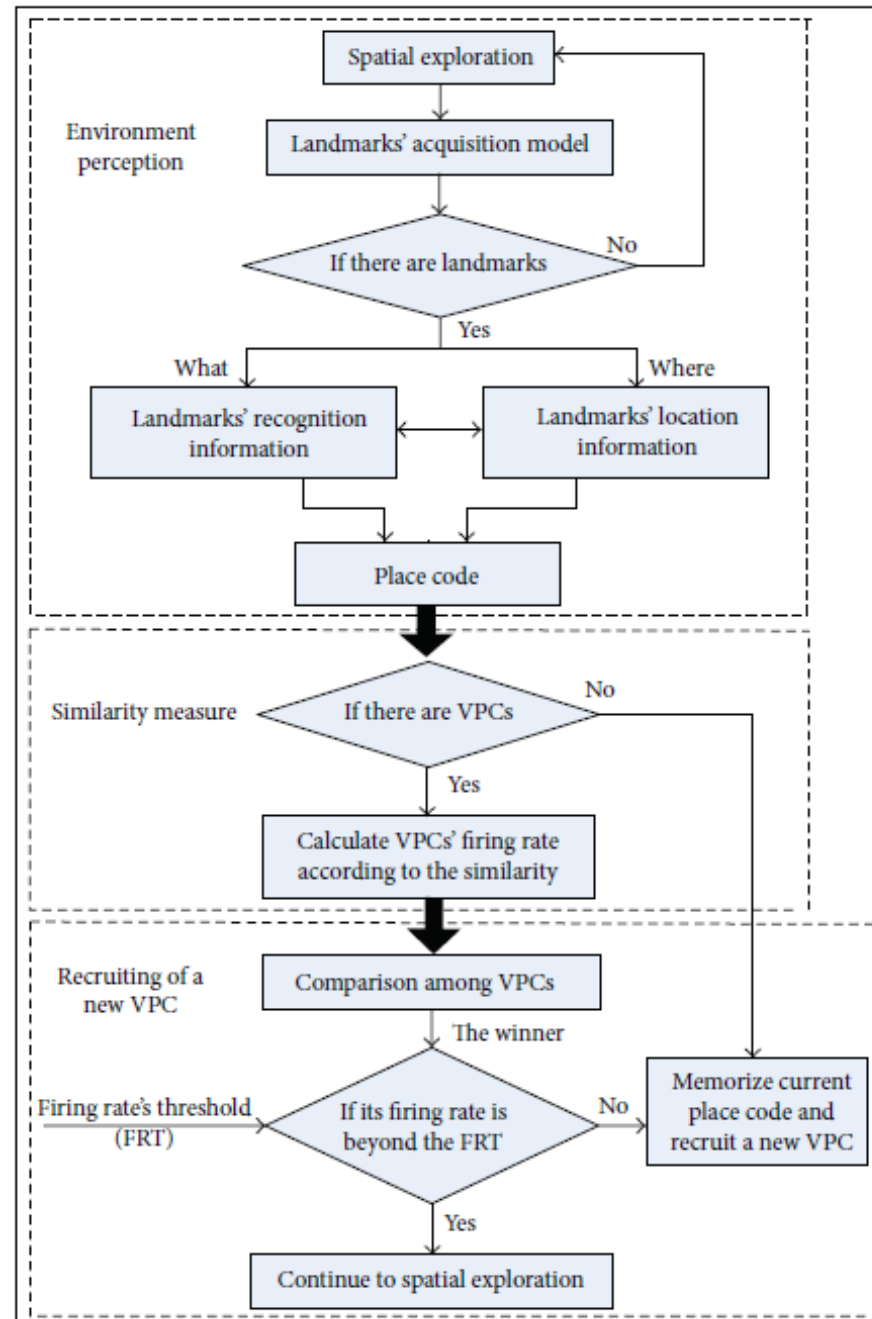 Spatial exploration
Environment
perception
Landmarks' acquisition model
No
If there are landmarks
Yes
What
Where
Landmarks' recognition
information
Landmarks' location
information
Place code
No
Similarity measure
If there are VPCs
Yes
Calculate VPCs' firing rate
according to the similarity
Recruiting of a
new VPC
Comparison among VPCs
The winner
Firing rate's threshold
(FRT)
If its firing rate is
beyond the FRT
No
Memorize current
place code and
recruit a new VPC
Yes
Continue to spatial exploration